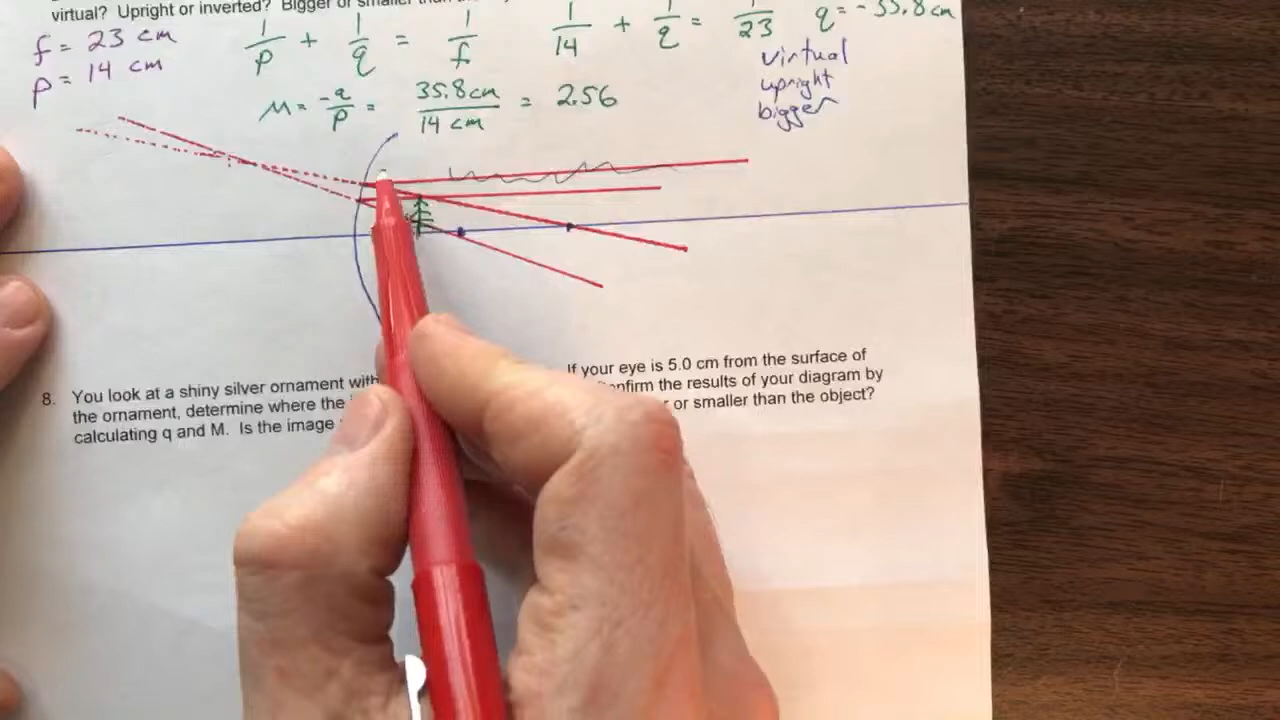 virtual? Upright or inverted? Bigger or smaller than the
f = 23 cm
p = 14 cm
1/p + 1/q = 1/f
1/14 + 1/q = 1/23
q = -35.8 cm
M = -q/p = 35.8 cm/14 cm = 2.56
virtual
upright
bigger
8. You look at a shiny silver ornament with If your eye is 5.0 cm from the surface of
the ornament, determine where the confirm the results of your diagram by
calculating q and M. Is the image or smaller than the object?